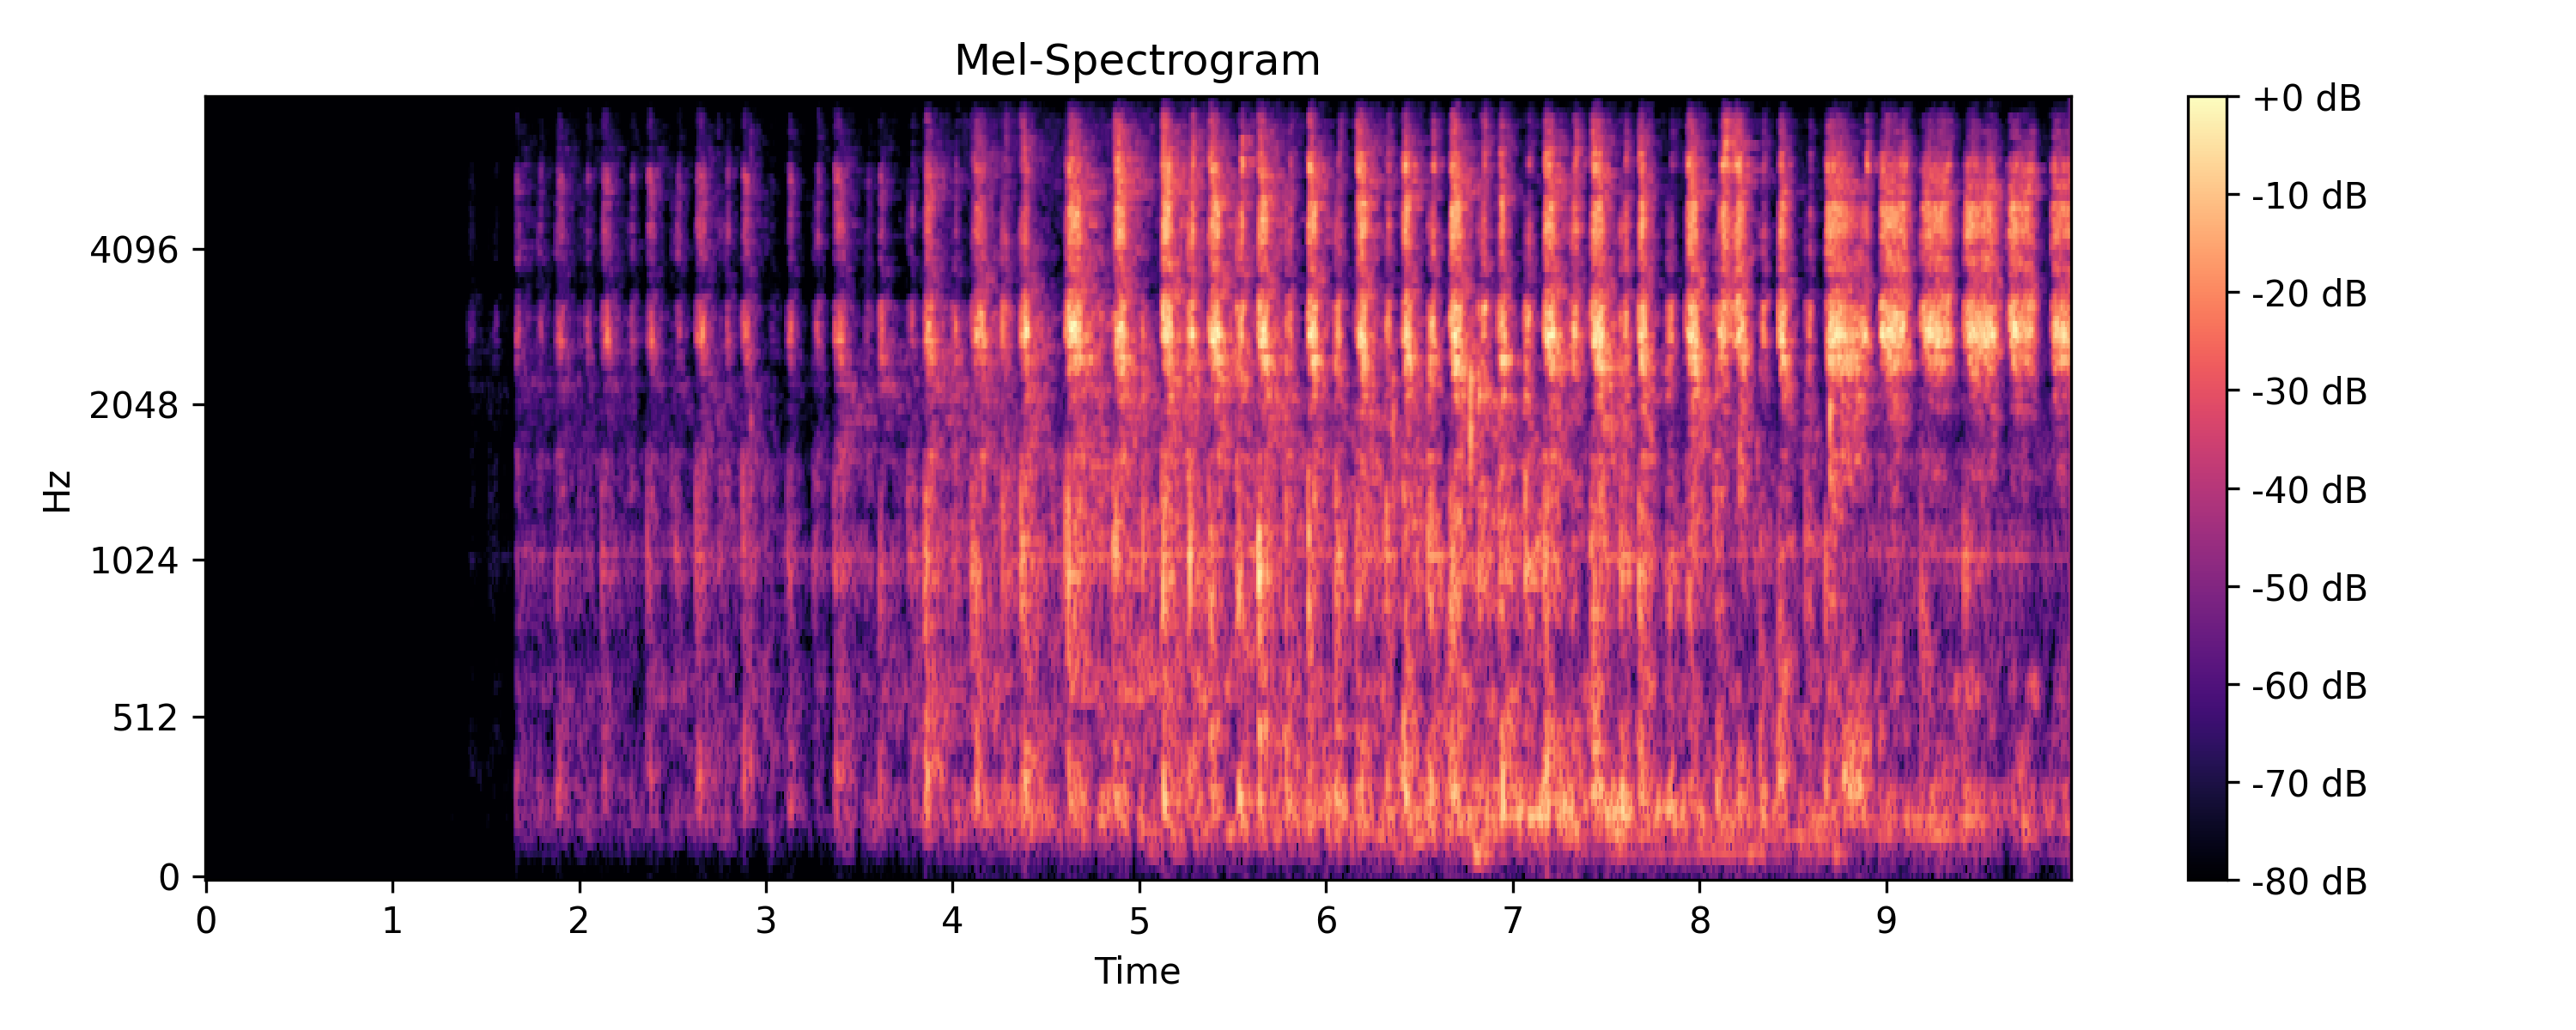 Mel-Spectrogram
+0 dB
-10 dB
-20 dB
-30 dB
-40 dB
-50 dB
-60 dB
-70 dB
-80 dB
4096
2048
1024
512
0
Hz
0 1 2 3 4 5 6 7 8 9
Time